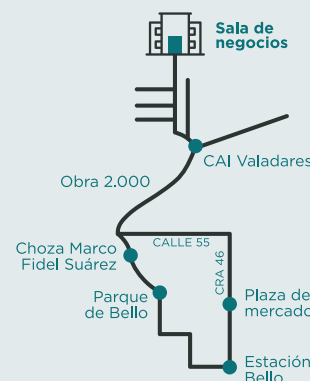 Sala de
negocios
CAI Valadares
Obra 2.000
CALLE 55
Choza Marco
Fidel Suárez
CRA 46
Parque
de Bello
Plaza de
mercado
Estación
Bello